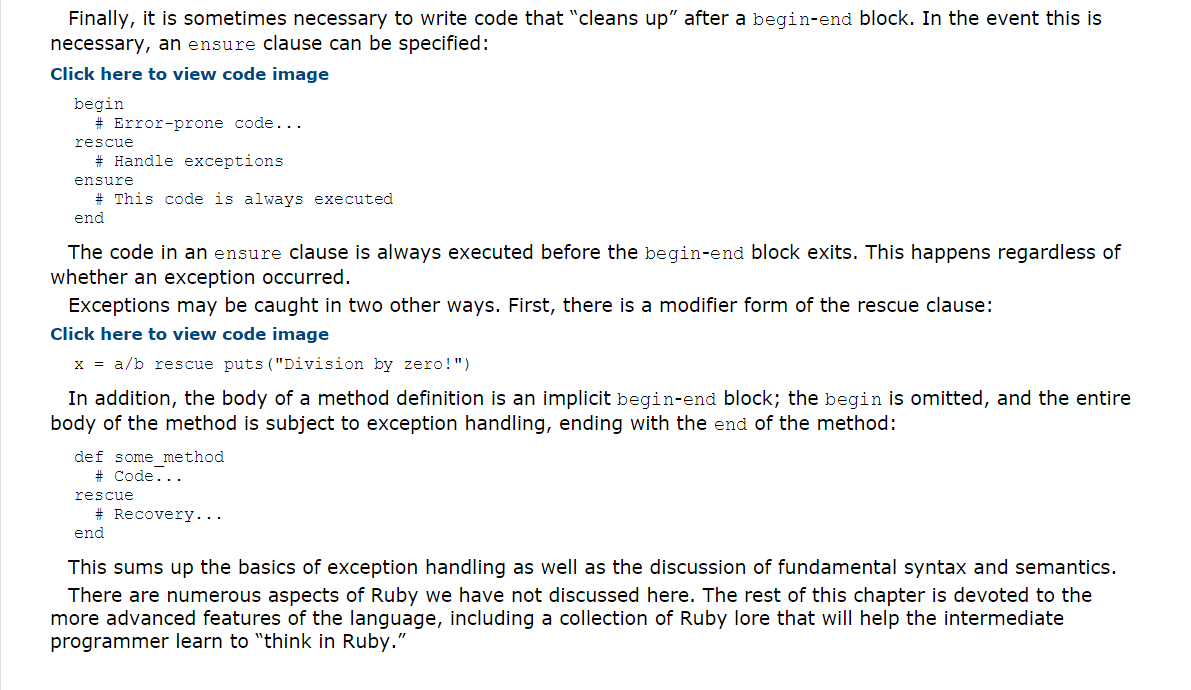 Finally, it is sometimes necessary to write code that “cleans up” after a begin-end block. In the event this is
necessary, an ensure clause can be specified:
Click here to view code image
begin
  # Error-prone code...
rescue
  # Handle exceptions
ensure
  # This code is always executed
end
The code in an ensure clause is always executed before the begin-end block exits. This happens regardless of
whether an exception occurred.
Exceptions may be caught in two other ways. First, there is a modifier form of the rescue clause:
Click here to view code image
x = a/b rescue puts("Division by zero!")
In addition, the body of a method definition is an implicit begin-end block; the begin is omitted, and the entire
body of the method is subject to exception handling, ending with the end of the method:
def some_method
  # Code...
rescue
  # Recovery...
end
This sums up the basics of exception handling as well as the discussion of fundamental syntax and semantics.
There are numerous aspects of Ruby we have not discussed here. The rest of this chapter is devoted to the
more advanced features of the language, including a collection of Ruby lore that will help the intermediate
programmer learn to “think in Ruby.”